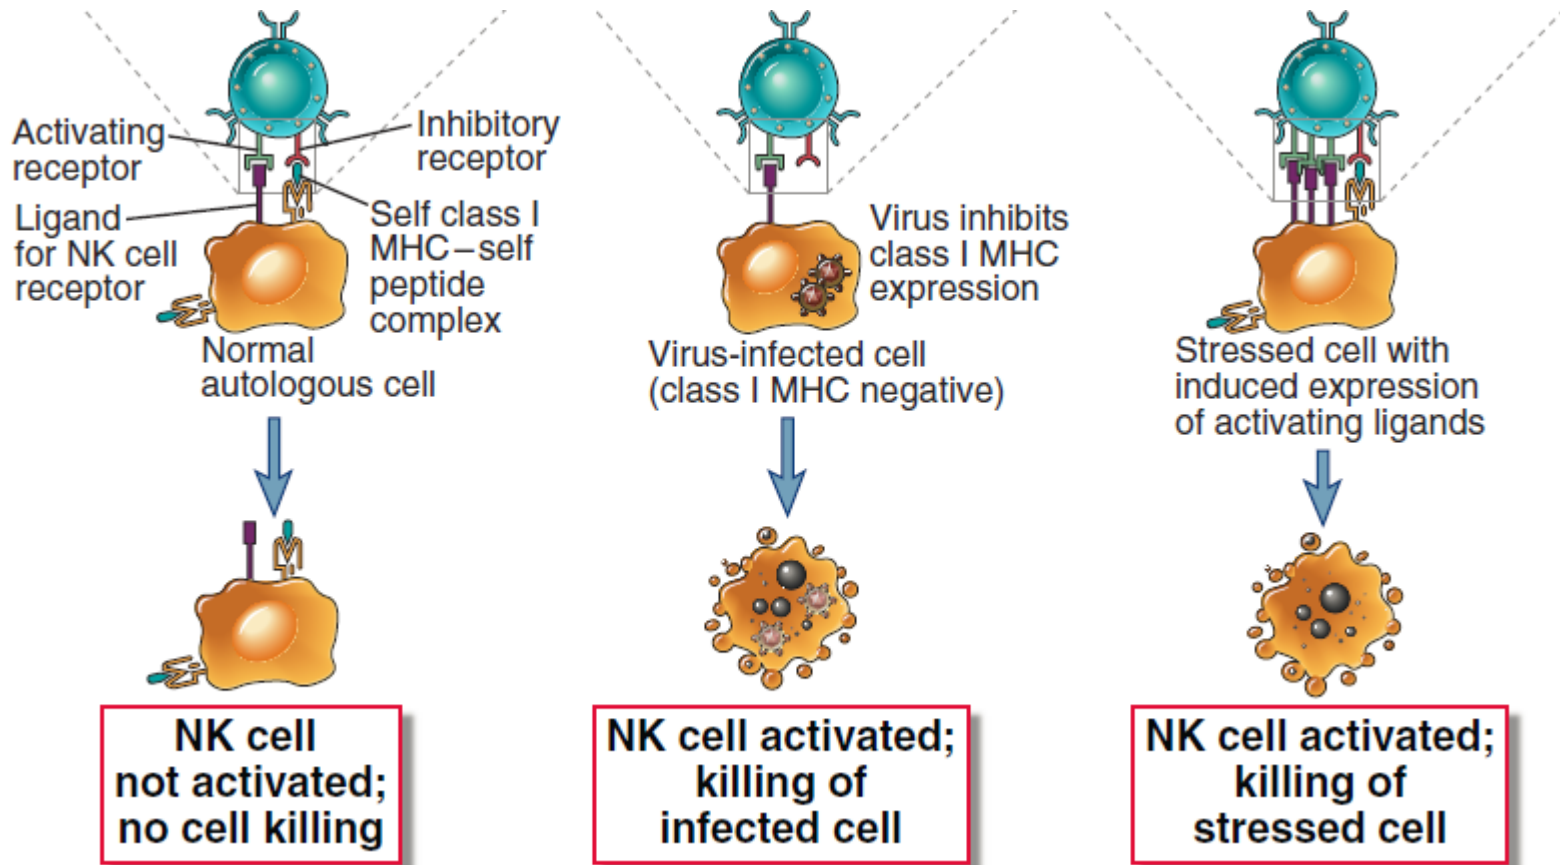 Activating
receptor
Inhibitory
receptor
Ligand
for NK cell
receptor
Self class I
MHC–self
peptide
complex
Normal
autologous cell
NK cell
not activated;
no cell killing
Virus inhibits
class I MHC
expression
Virus-infected cell
(class I MHC negative)
NK cell activated;
killing of
infected cell
Stressed cell with
induced expression
of activating ligands
NK cell activated;
killing of
stressed cell